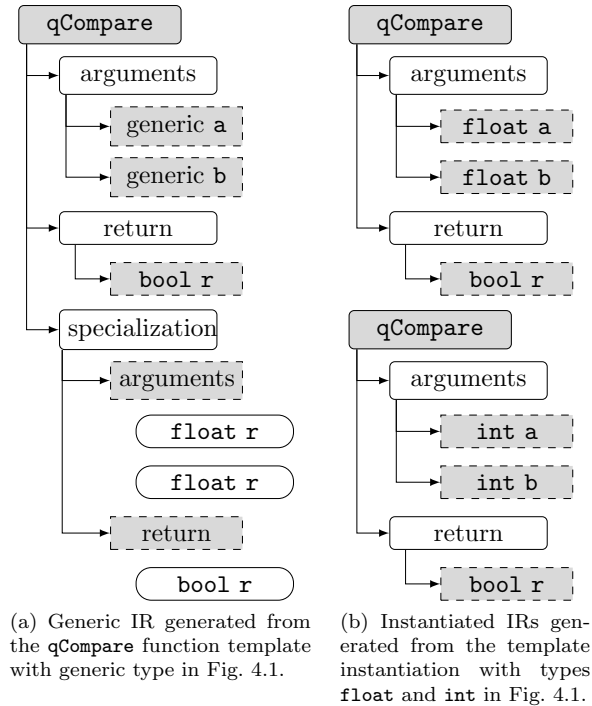 qCompare
arguments
generic a
generic b
return
bool r
specialization
arguments
float r
float r
return
bool r
(a) Generic IR generated from
the qCompare function template
with generic type in Fig. 4.1.
qCompare
arguments
float a
float b
return
bool r
qCompare
arguments
int a
int b
return
bool r
(b) Instantiated IRs gen-
erated from the template
instantiation with types
float and int in Fig. 4.1.